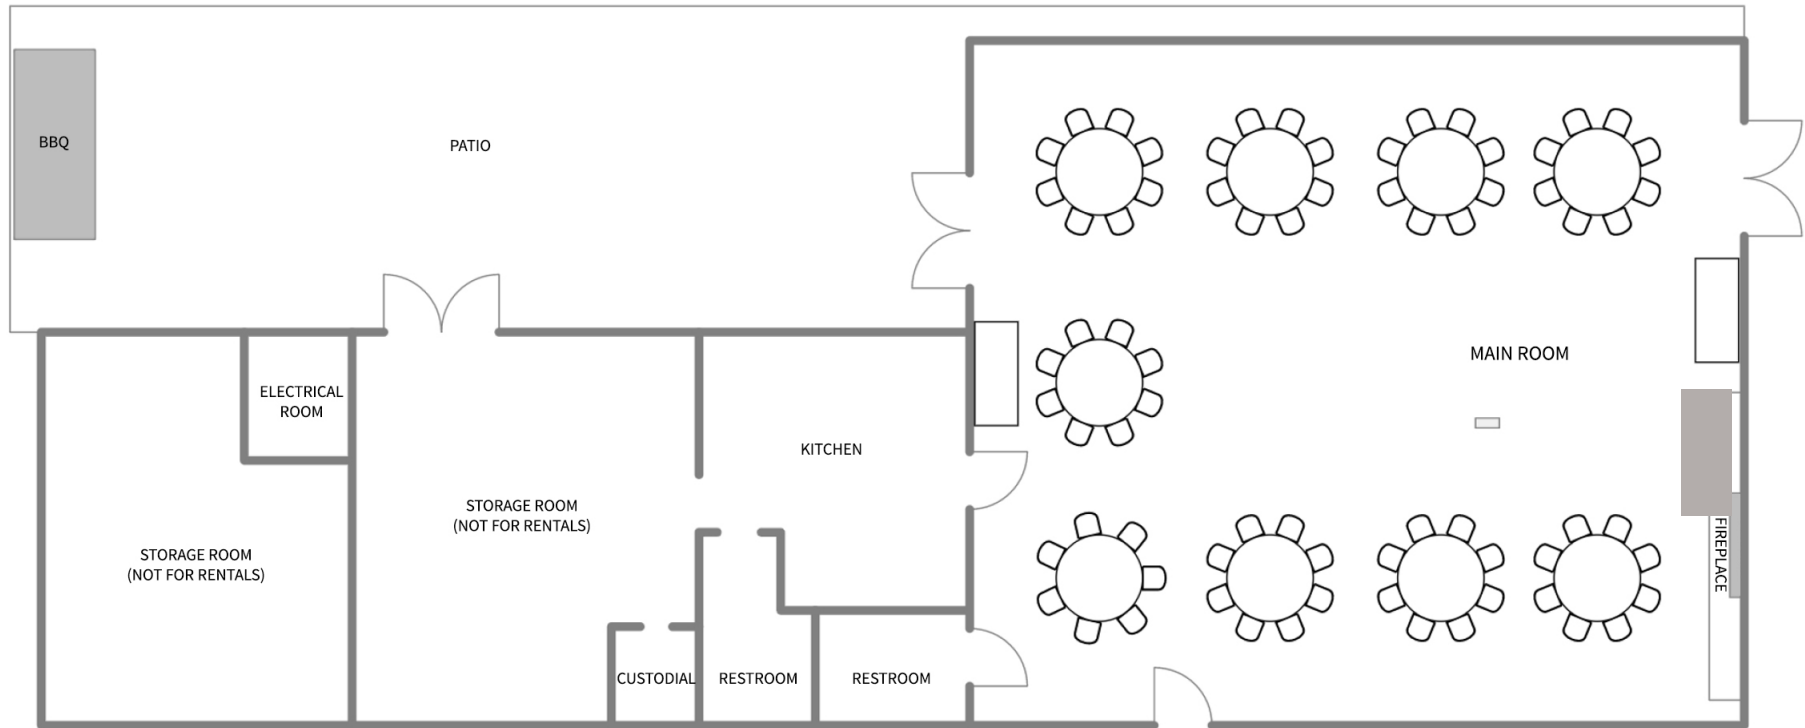 BBQ
PATIO
ELECTRICAL
ROOM
MAIN ROOM
KITCHEN
STORAGE ROOM
(NOT FOR RENTALS)
STORAGE ROOM
(NOT FOR RENTALS)
FIREPLACE
CUSTODIAL
RESTROOM
RESTROOM